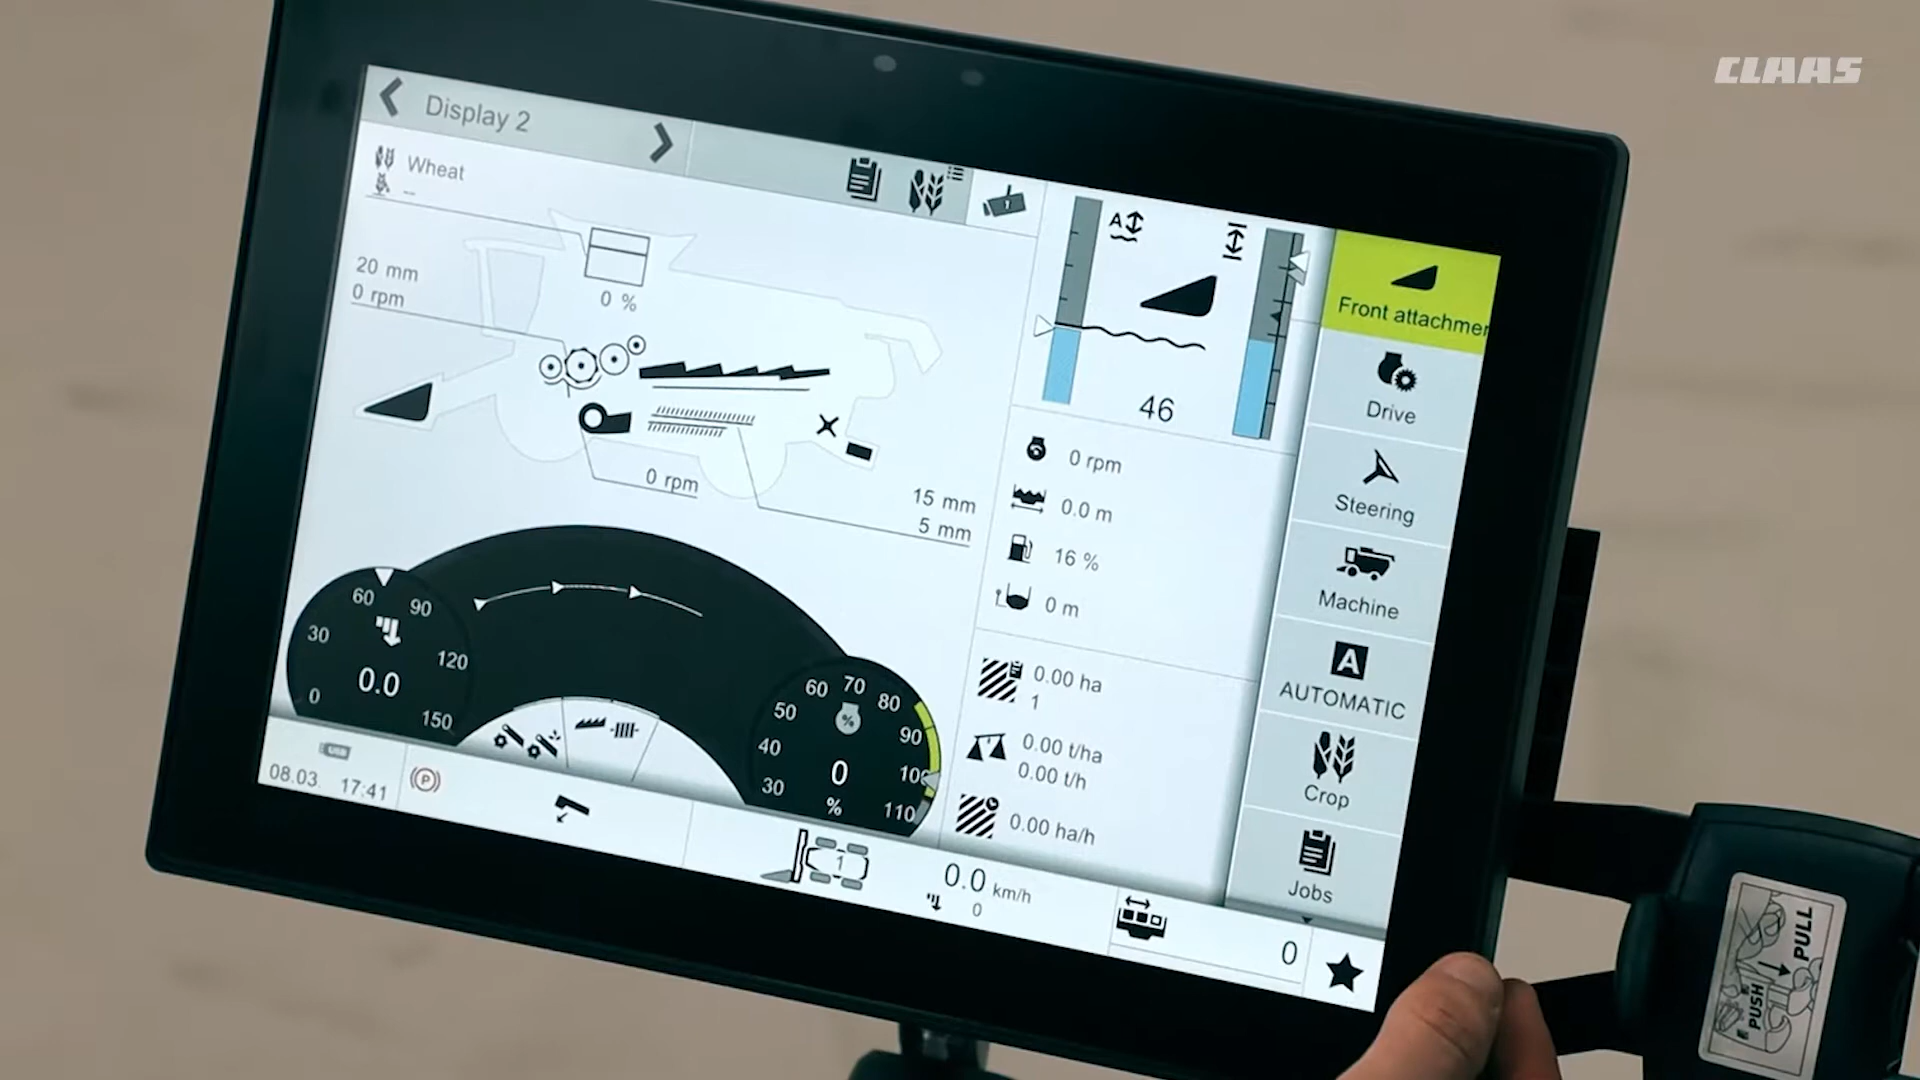 CLAAS
Display 2
Wheat
--
20 mm
0 rpm
0 %
0 rpm
15 mm
5 mm
A
46
0 rpm
0.0 m
16 %
0 m
0.00 ha
1
0.00 t/ha
0.00 t/h
0.00 ha/h
Front attachmer
Drive
Steering
Machine
A
AUTOMATIC
Crop
Jobs
0
30
60
90
120
150
0.0
30
40
50
60
70
80
90
100
110
%
0
%
USB
08.03 17:41
P
1
0.0 km/h
0
0
PULL
PUSH